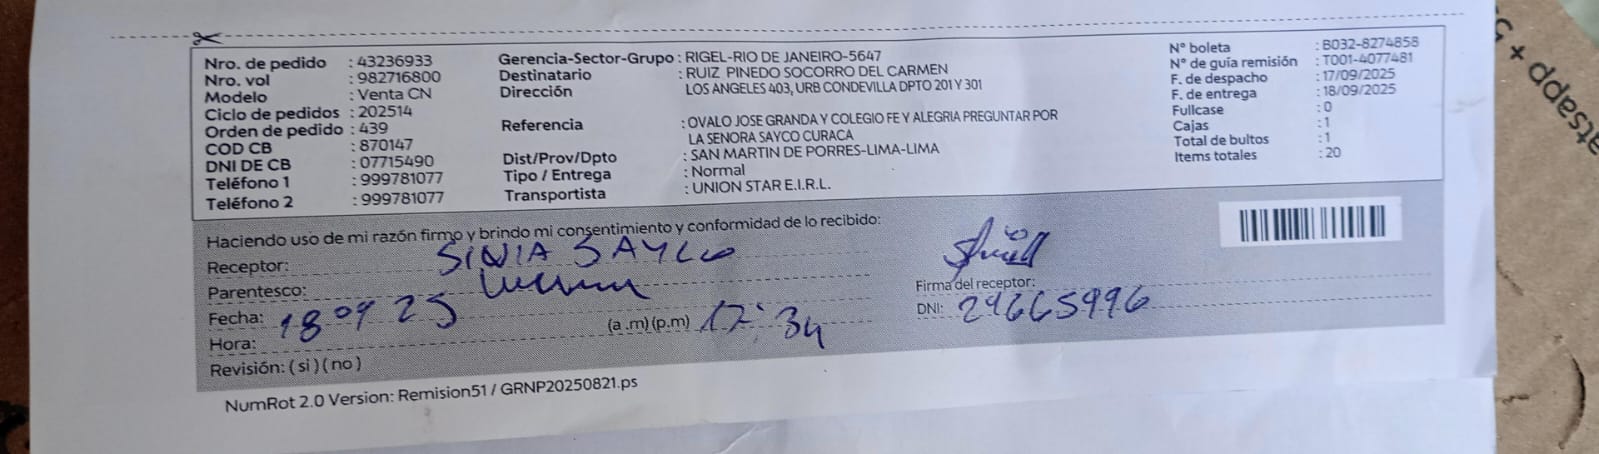 Nro. de pedido : 43236933
Nro. vol : 982716800
Modelo : Venta CN
Ciclo de pedidos : 202514
Orden de pedido : 439
COD CB : 870147
DNI DE CB : 07715490
Teléfono 1 : 999781077
Teléfono 2 : 999781077
Gerencia-Sector-Grupo : RIGEL-RIO DE JANEIRO-5647
Destinatario : RUIZ PINEDO SOCORRO DEL CARMEN
Dirección LOS ANGELES 403, URB CONDEVILLA DPTO 201 Y 301
Referencia : OVALO JOSE GRANDA Y COLEGIO FE Y ALEGRIA PREGUNTAR POR
LA SENORA SAYCO CURACA
Dist/Prov/Dpto : SAN MARTIN DE PORRES-LIMA-LIMA
Tipo / Entrega : Normal
Transportista : UNION STAR E.I.R.L.
N° boleta : B032-8274858
N° de guía remisión : T001-4077481
F. de despacho : 17/09/2025
F. de entrega : 18/09/2025
Fullcase : 0
Cajas : 1
Total de bultos : 1
Items totales : 20
Haciendo uso de mi razón firmo y brindo mi consentimiento y conformidad de lo recibido:
Receptor: SAYCO
Parentesco:
Fecha: 18 09 25
Hora: (a .m) (p.m) 17:34
Revisión: ( si ) ( no )
Firma del receptor:
DNI: 24665996
NumRot 2.0 Version: Remision51 / GRNP20250821.ps